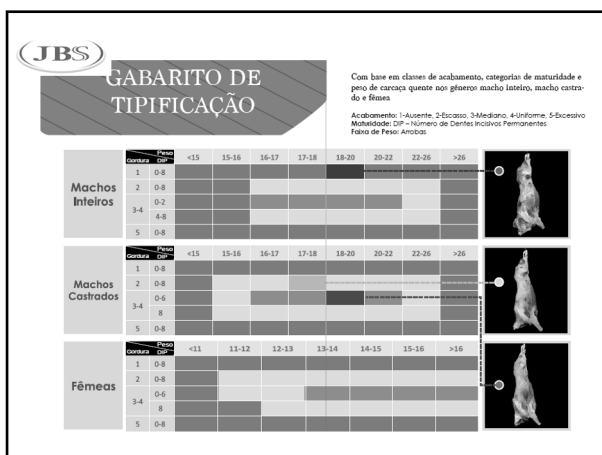 JBS
GABARITO DE
TIPIFICAÇÃO
Com base em classes de acabamento, categorias de maturidade e
peso de carcaça quente nos gêneros macho inteiro, macho castra-
do e fêmea
Acabamento: 1-Ausente, 2-Escasso, 3-Mediano, 4-Uniforme, 5-Excessivo
Maturidade: DIP – Número de Dentes Incisivos Permanentes
Faixa de Peso: Arrobas
Machos
Inteiros
Peso
Gordura DIP <15 15-16 16-17 17-18 18-20 20-22 22-26 >26
1 0-8
2 0-8
3-4 0-2
4-8
5 0-8
Machos
Castrados
Peso
Gordura DIP <15 15-16 16-17 17-18 18-20 20-22 22-26 >26
1 0-8
2 0-8
3-4 0-6
8
5 0-8
Fêmeas
Peso
Gordura DIP <11 11-12 12-13 13-14 14-15 15-16 >16
1 0-8
2 0-8
3-4 0-6
8
5 0-8